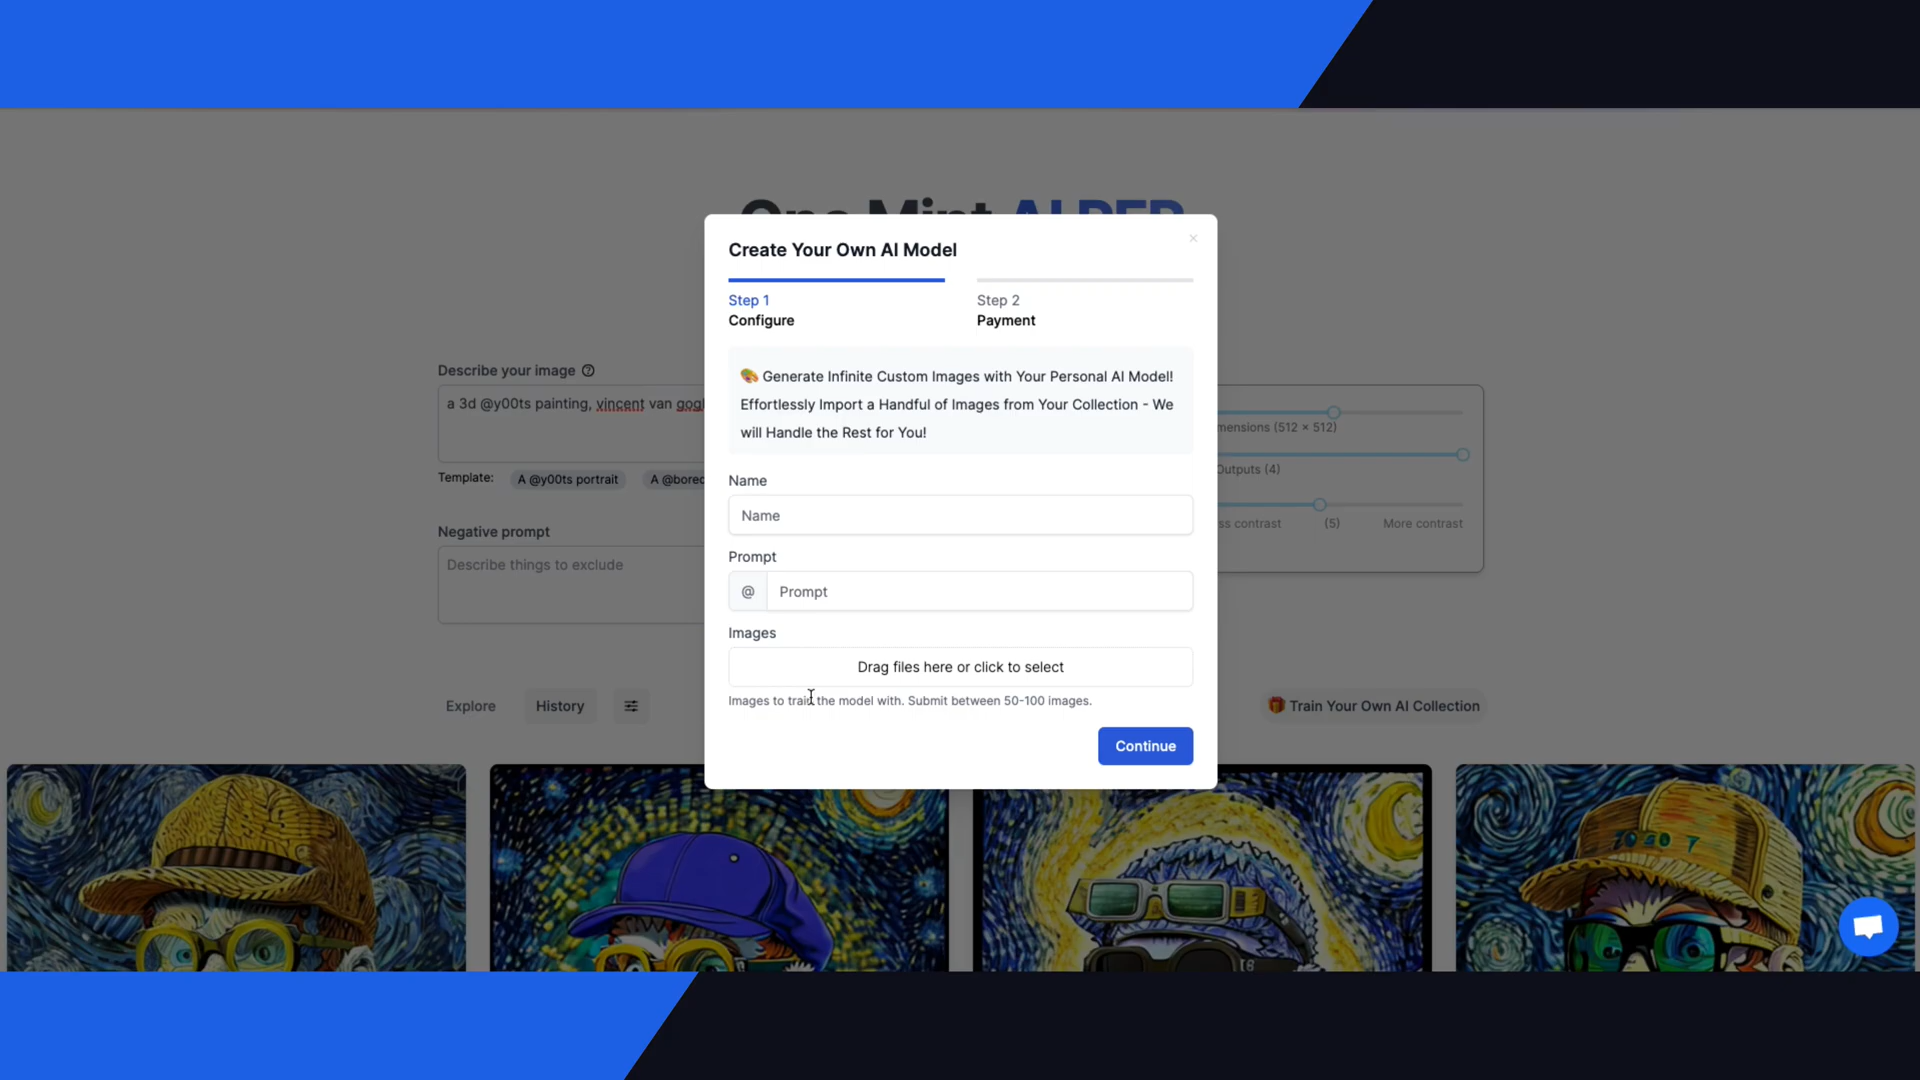 One Mint AI PFP
Create Your Own AI Model
Step 1
Configure
Step 2
Payment
🎨 Generate Infinite Custom Images with Your Personal AI Model!
Effortlessly Import a Handful of Images from Your Collection - We
will Handle the Rest for You!
Name
Name
Prompt
@ Prompt
Images
Drag files here or click to select
Images to train the model with. Submit between 50-100 images.
Continue
Describe your image
a 3d @y00ts painting, vincent van gogh
Template: A @y00ts portrait A @bored
Negative prompt
Describe things to exclude
mensions (512 × 512)
Outputs (4)
ss contrast (5) More contrast
Explore History
🎁 Train Your Own AI Collection